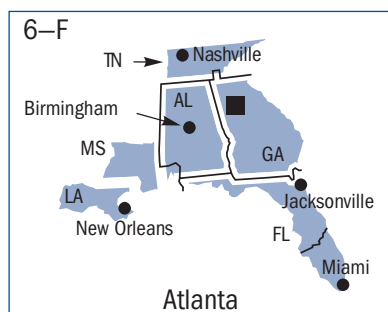 6–F
TN
Nashville
Birmingham
AL
MS
GA
LA
Jacksonville
New Orleans
FL
Miami
Atlanta